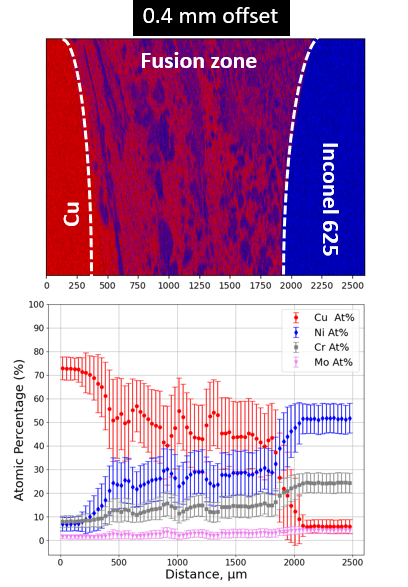 0.4 mm offset
Fusion zone
Cu
Inconel 625
0 250 500 750 1000 1250 1500 1750 2000 2250 2500
Atomic Percentage (%)
100
90
80
70
60
50
40
30
20
10
0
Cu At%
Ni At%
Cr At%
Mo At%
0 500 1000 1500 2000 2500
Distance, μm